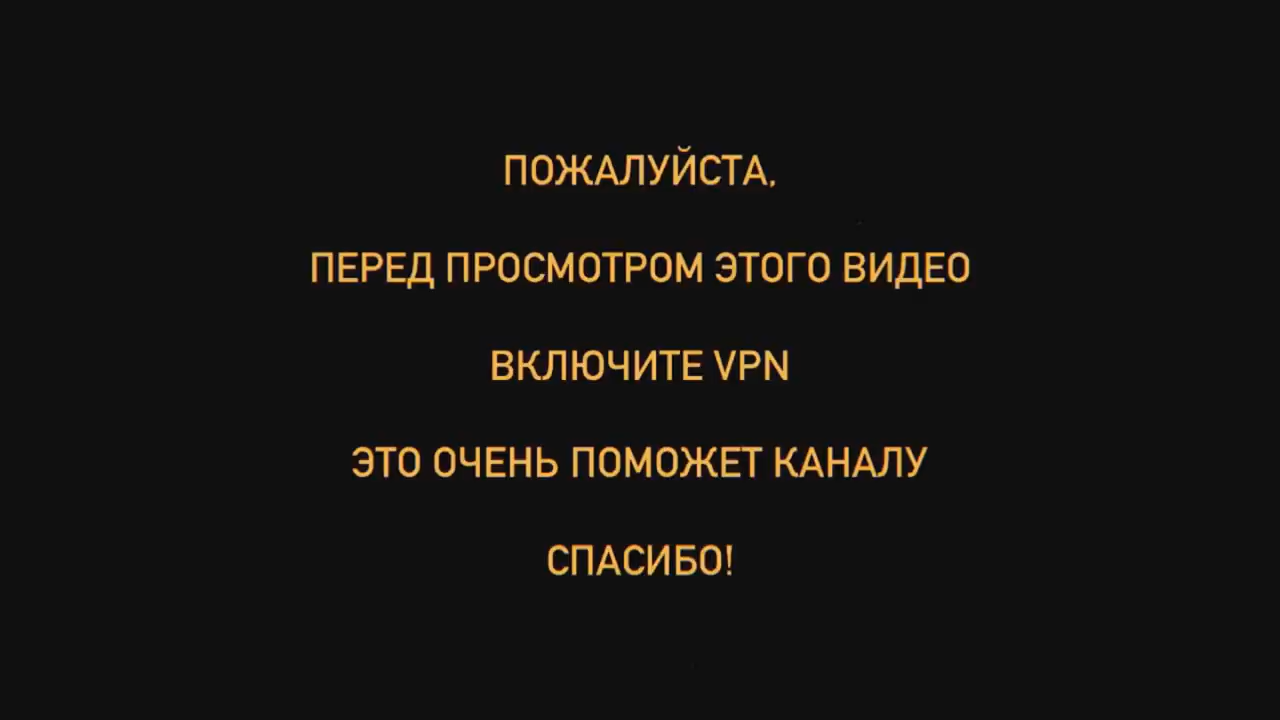 ПОЖАЛУЙСТА,
ПЕРЕД ПРОСМОТРОМ ЭТОГО ВИДЕО
ВКЛЮЧИТЕ VPN
ЭТО ОЧЕНЬ ПОМОЖЕТ КАНАЛУ
СПАСИБО!